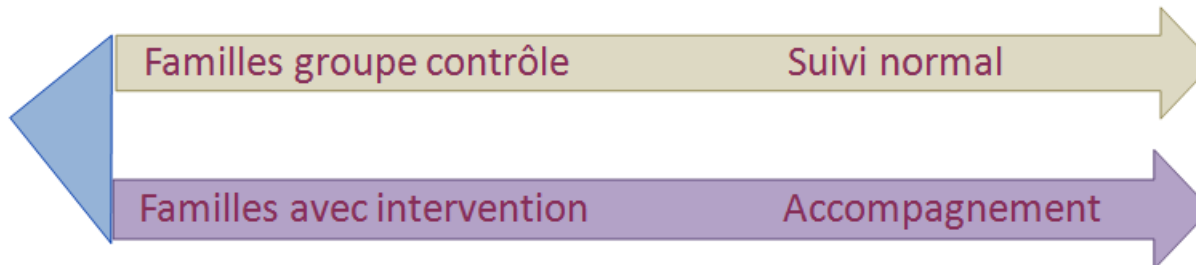 Familles groupe contrôle Suivi normal
Familles avec intervention Accompagnement